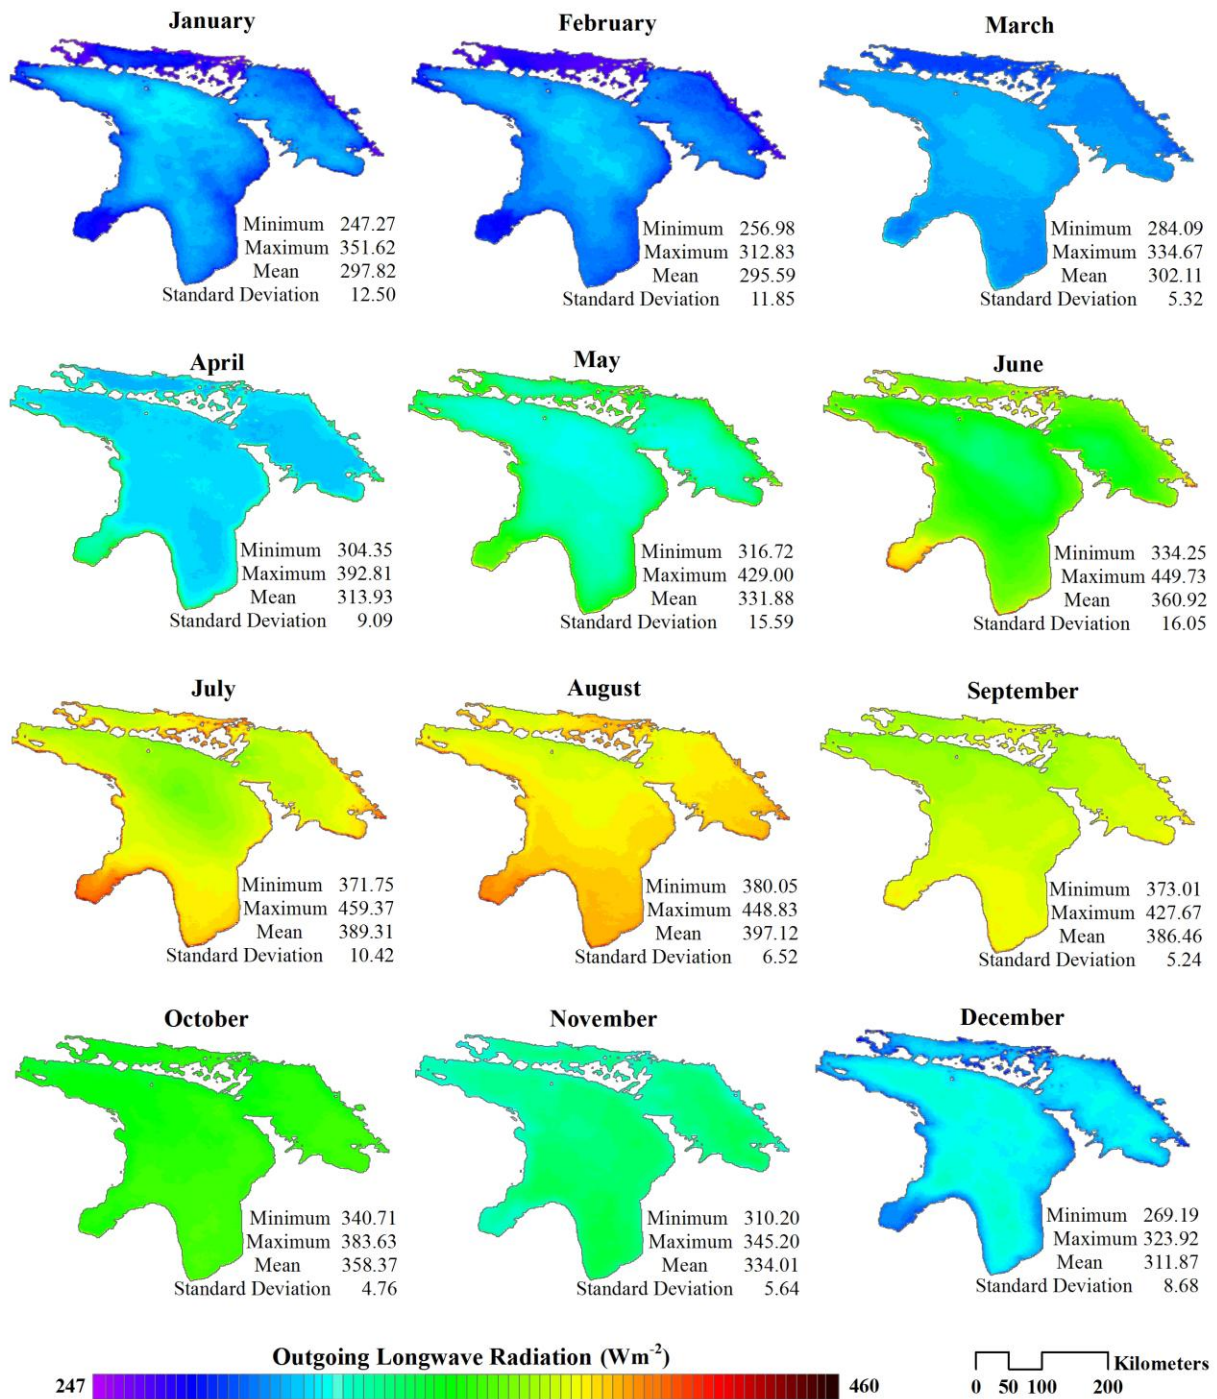 January
February
March
Minimum 247.27
Maximum 351.62
Mean 297.82
Standard Deviation 12.50
Minimum 256.98
Maximum 312.83
Mean 295.59
Standard Deviation 11.85
Minimum 284.09
Maximum 334.67
Mean 302.11
Standard Deviation 5.32
April
May
June
Minimum 304.35
Maximum 392.81
Mean 313.93
Standard Deviation 9.09
Minimum 316.72
Maximum 429.00
Mean 331.88
Standard Deviation 15.59
Minimum 334.25
Maximum 449.73
Mean 360.92
Standard Deviation 16.05
July
August
September
Minimum 371.75
Maximum 459.37
Mean 389.31
Standard Deviation 10.42
Minimum 380.05
Maximum 448.83
Mean 397.12
Standard Deviation 6.52
Minimum 373.01
Maximum 427.67
Mean 386.46
Standard Deviation 5.24
October
November
December
Minimum 340.71
Maximum 383.63
Mean 358.37
Standard Deviation 4.76
Minimum 310.20
Maximum 345.20
Mean 334.01
Standard Deviation 5.64
Minimum 269.19
Maximum 323.92
Mean 311.87
Standard Deviation 8.68
Outgoing Longwave Radiation (Wm⁻²)
247 460
Kilometers
0 50 100 200